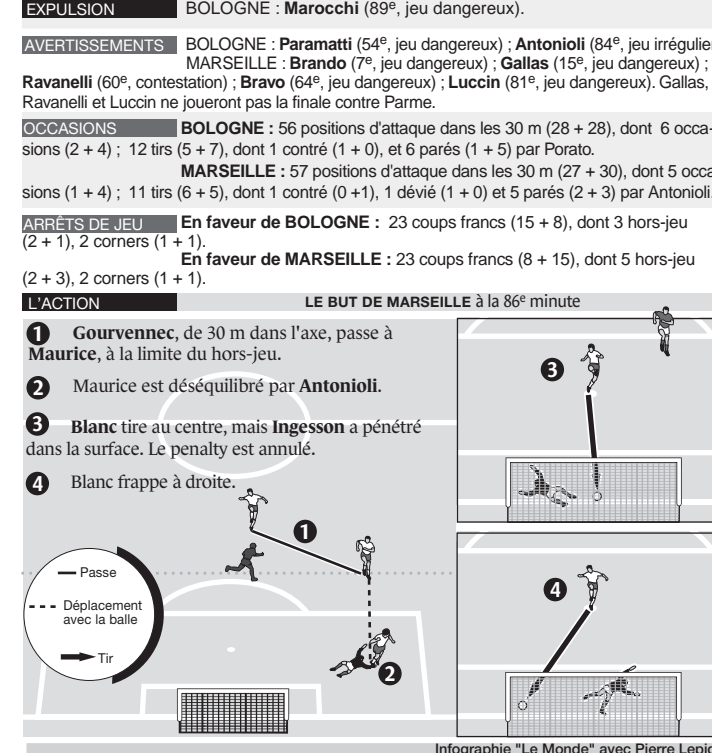 EXPULSION BOLOGNE : Marocchi (89e, jeu dangereux).
AVERTISSEMENTS BOLOGNE : Paramatti (54e, jeu dangereux) ; Antonioli (84e, jeu irrégulier
MARSEILLE : Brando (7e, jeu dangereux) ; Gallas (15e, jeu dangereux) ;
Ravanelli (60e, contestation) ; Bravo (64e, jeu dangereux) ; Luccin (81e, jeu dangereux). Gallas,
Ravanelli et Luccin ne joueront pas la finale contre Parme.
OCCASIONS BOLOGNE : 56 positions d'attaque dans les 30 m (28 + 28), dont 6 occa-
sions (2 + 4) ; 12 tirs (5 + 7), dont 1 contré (1 + 0), et 6 parés (1 + 5) par Porato.
MARSEILLE : 57 positions d'attaque dans les 30 m (27 + 30), dont 5 occa
sions (1 + 4) ; 11 tirs (6 + 5), dont 1 contré (0 +1), 1 dévié (1 + 0) et 5 parés (2 + 3) par Antonioli.
ARRÊTS DE JEU En faveur de BOLOGNE : 23 coups francs (15 + 8), dont 3 hors-jeu
(2 + 1), 2 corners (1 + 1).
En faveur de MARSEILLE : 23 coups francs (8 + 15), dont 5 hors-jeu
(2 + 3), 2 corners (1 + 1).
L'ACTION LE BUT DE MARSEILLE à la 86e minute
1 Gourvennec, de 30 m dans l'axe, passe à
Maurice, à la limite du hors-jeu.
2 Maurice est déséquilibré par Antonioli.
3 Blanc tire au centre, mais Ingesson a pénétré
dans la surface. Le penalty est annulé.
4 Blanc frappe à droite.
1
2
Passe
Déplacement
avec la balle
Tir
3
4
Infographie "Le Monde" avec Pierre Lepin